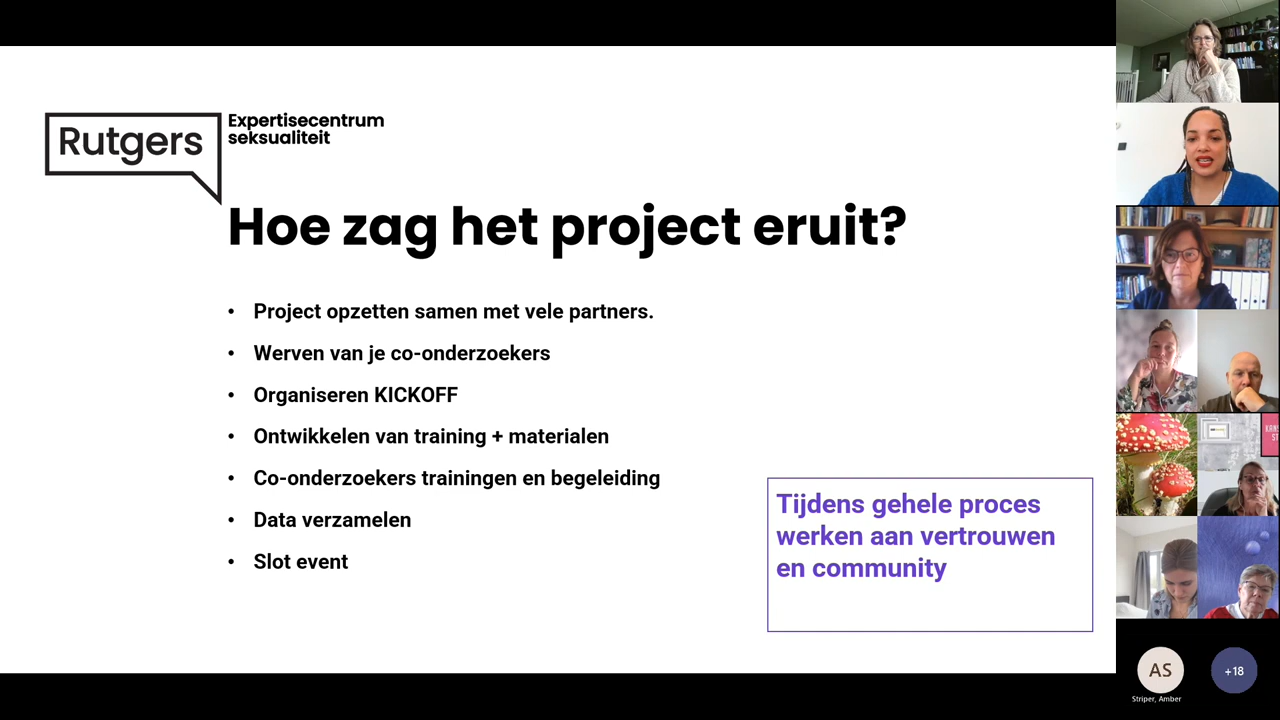 Rutgers
Expertisecentrum
seksualiteit
Hoe zag het project eruit?
• Project opzetten samen met vele partners.
• Werven van je co-onderzoekers
• Organiseren KICKOFF
• Ontwikkelen van training + materialen
• Co-onderzoekers trainingen en begeleiding
• Data verzamelen
• Slot event
Tijdens gehele proces
werken aan vertrouwen
en community
AS
+18
Striper, Amber